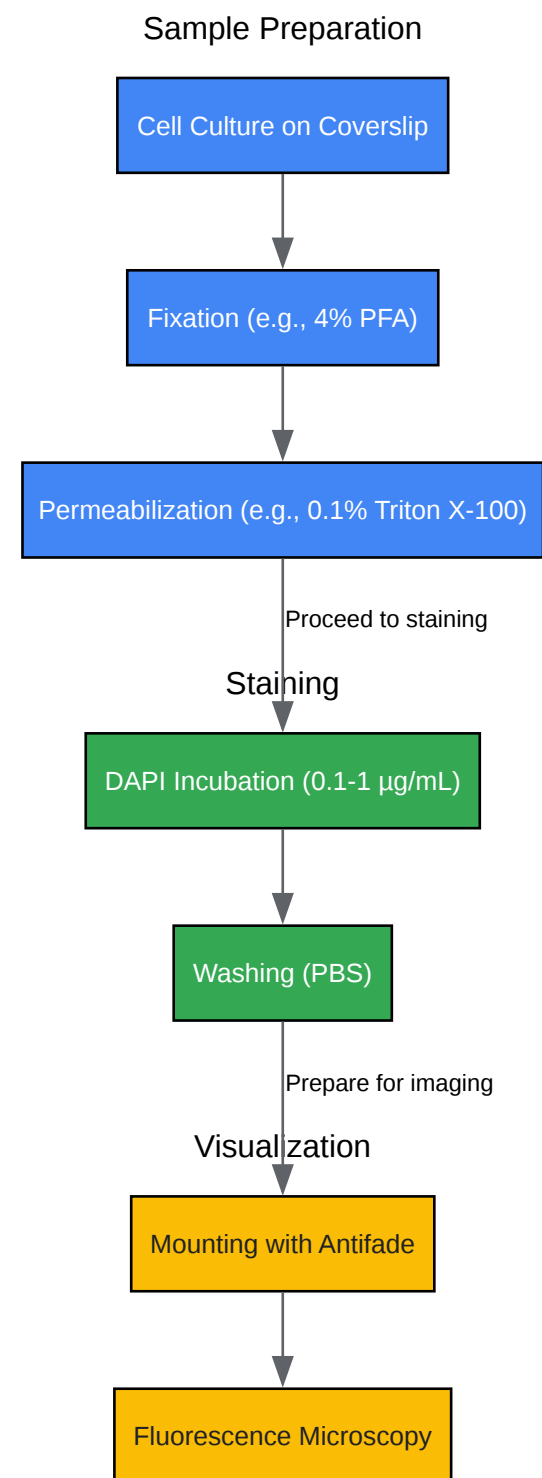 Sample Preparation
Cell Culture on Coverslip
Fixation (e.g., 4% PFA)
Permeabilization (e.g., 0.1% Triton X-100)
Proceed to staining
Staining
DAPI Incubation (0.1-1 µg/mL)
Washing (PBS)
Prepare for imaging
Visualization
Mounting with Antifade
Fluorescence Microscopy